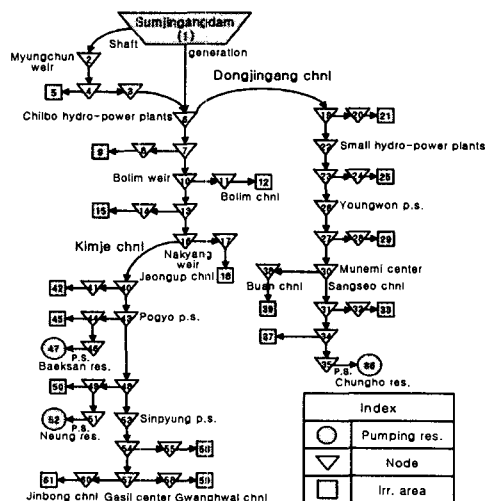 Sumjingangdam
(1)
Shaft
generation
Myungchun
weir
2
Dongjingang chnl
5
4
3
Chilbo hydro-power plants
6
19
20
21
22
Small hydro-power plants
9
8
7
23
24
25
Bolim weir
10
11
12
Bolim chnl
Youngwon p.s.
26
15
14
13
27
28
29
Kimje chnl
16
17
Nakyang
weir
Jeongup chnl
18
30
Munemi center
Buan chnl
Sangseo chnl
39
42
41
40
31
32
33
45
44
43
Pogyo p.s.
37
34
47
46
P.S.
Baeksan res.
35
36
P.S.
Chungho res.
50
49
48
52
51
P.S.
Neung res.
53
Sinpyung p.s.
54
55
57
61
60
58
59
Jinbong chnl
Gasil center
Gwanghwal chnl
Index
Pumping res.
Node
Irr. area